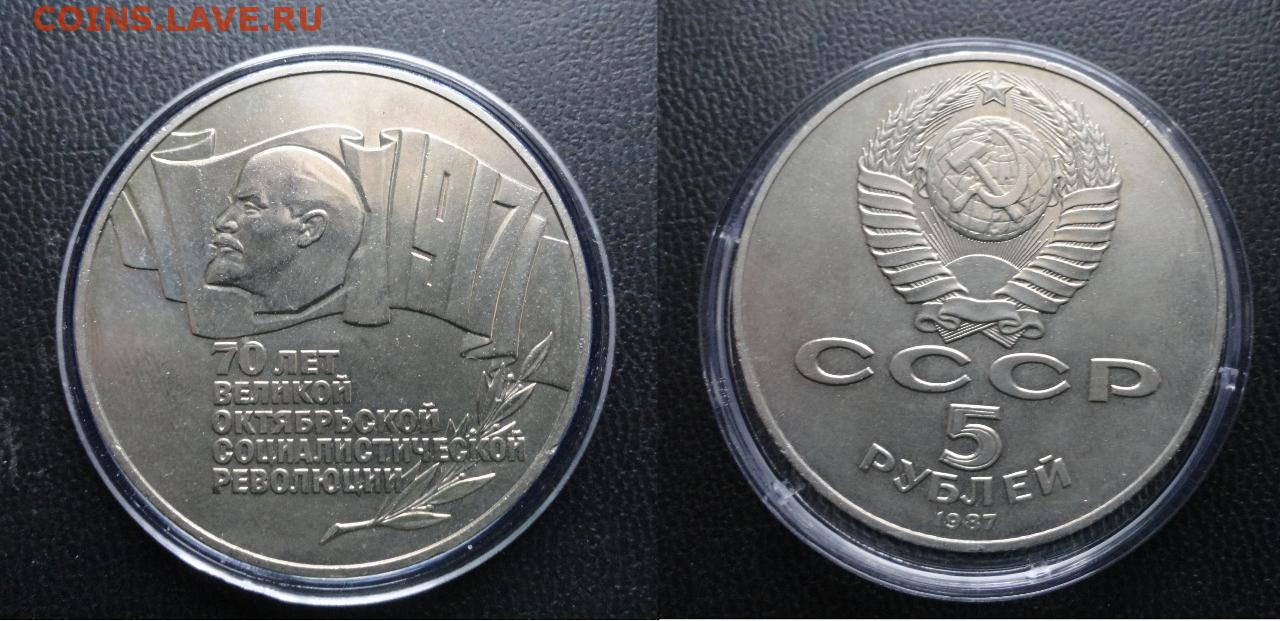 COINS.LAVE.RU
1917
70 ЛЕТ
ВЕЛИКОЙ
ОКТЯБРЬСКОЙ
СОЦИАЛИСТИЧЕСКОЙ
РЕВОЛЮЦИИ
СССР
5
РУБЛЕЙ
1987